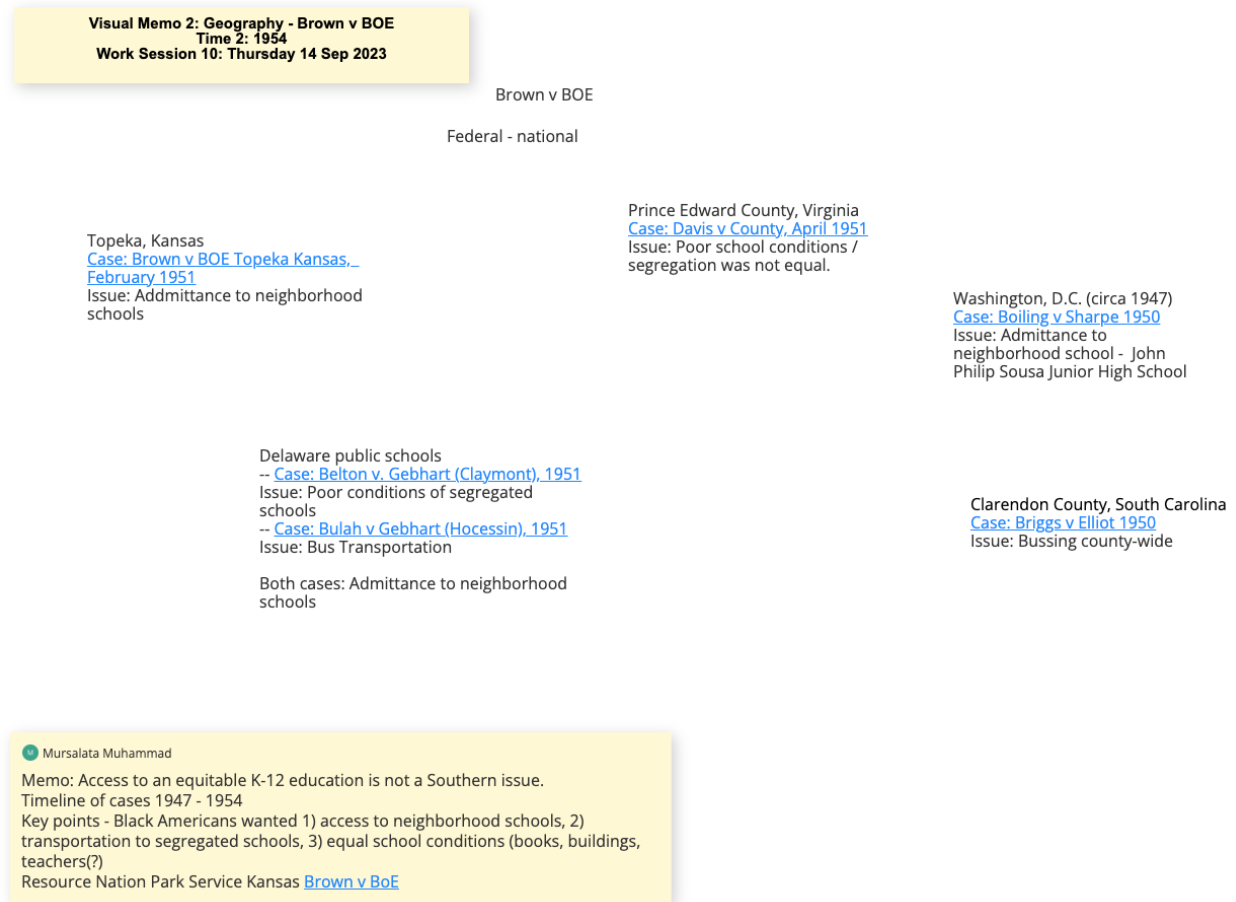 Visual Memo 2: Geography - Brown v BOE
Time 2: 1954
Work Session 10: Thursday 14 Sep 2023
Brown v BOE
Federal - national
Prince Edward County, Virginia
Case: Davis v County, April 1951
Issue: Poor school conditions /
segregation was not equal.
Topeka, Kansas
Case: Brown v BOE Topeka Kansas,
February 1951
Issue: Addmittance to neighborhood
schools
Washington, D.C. (circa 1947)
Case: Boiling v Sharpe 1950
Issue: Admittance to
neighborhood school - John
Philip Sousa Junior High School
Delaware public schools
-- Case: Belton v. Gebhart (Claymont), 1951
Issue: Poor conditions of segregated
schools
-- Case: Bulah v Gebhart (Hocessin), 1951
Issue: Bus Transportation
Both cases: Admittance to neighborhood
schools
Clarendon County, South Carolina
Case: Briggs v Elliot 1950
Issue: Bussing county-wide
M Mursalata Muhammad
Memo: Access to an equitable K-12 education is not a Southern issue.
Timeline of cases 1947 - 1954
Key points - Black Americans wanted 1) access to neighborhood schools, 2)
transportation to segregated schools, 3) equal school conditions (books, buildings,
teachers(?)
Resource Nation Park Service Kansas Brown v BoE